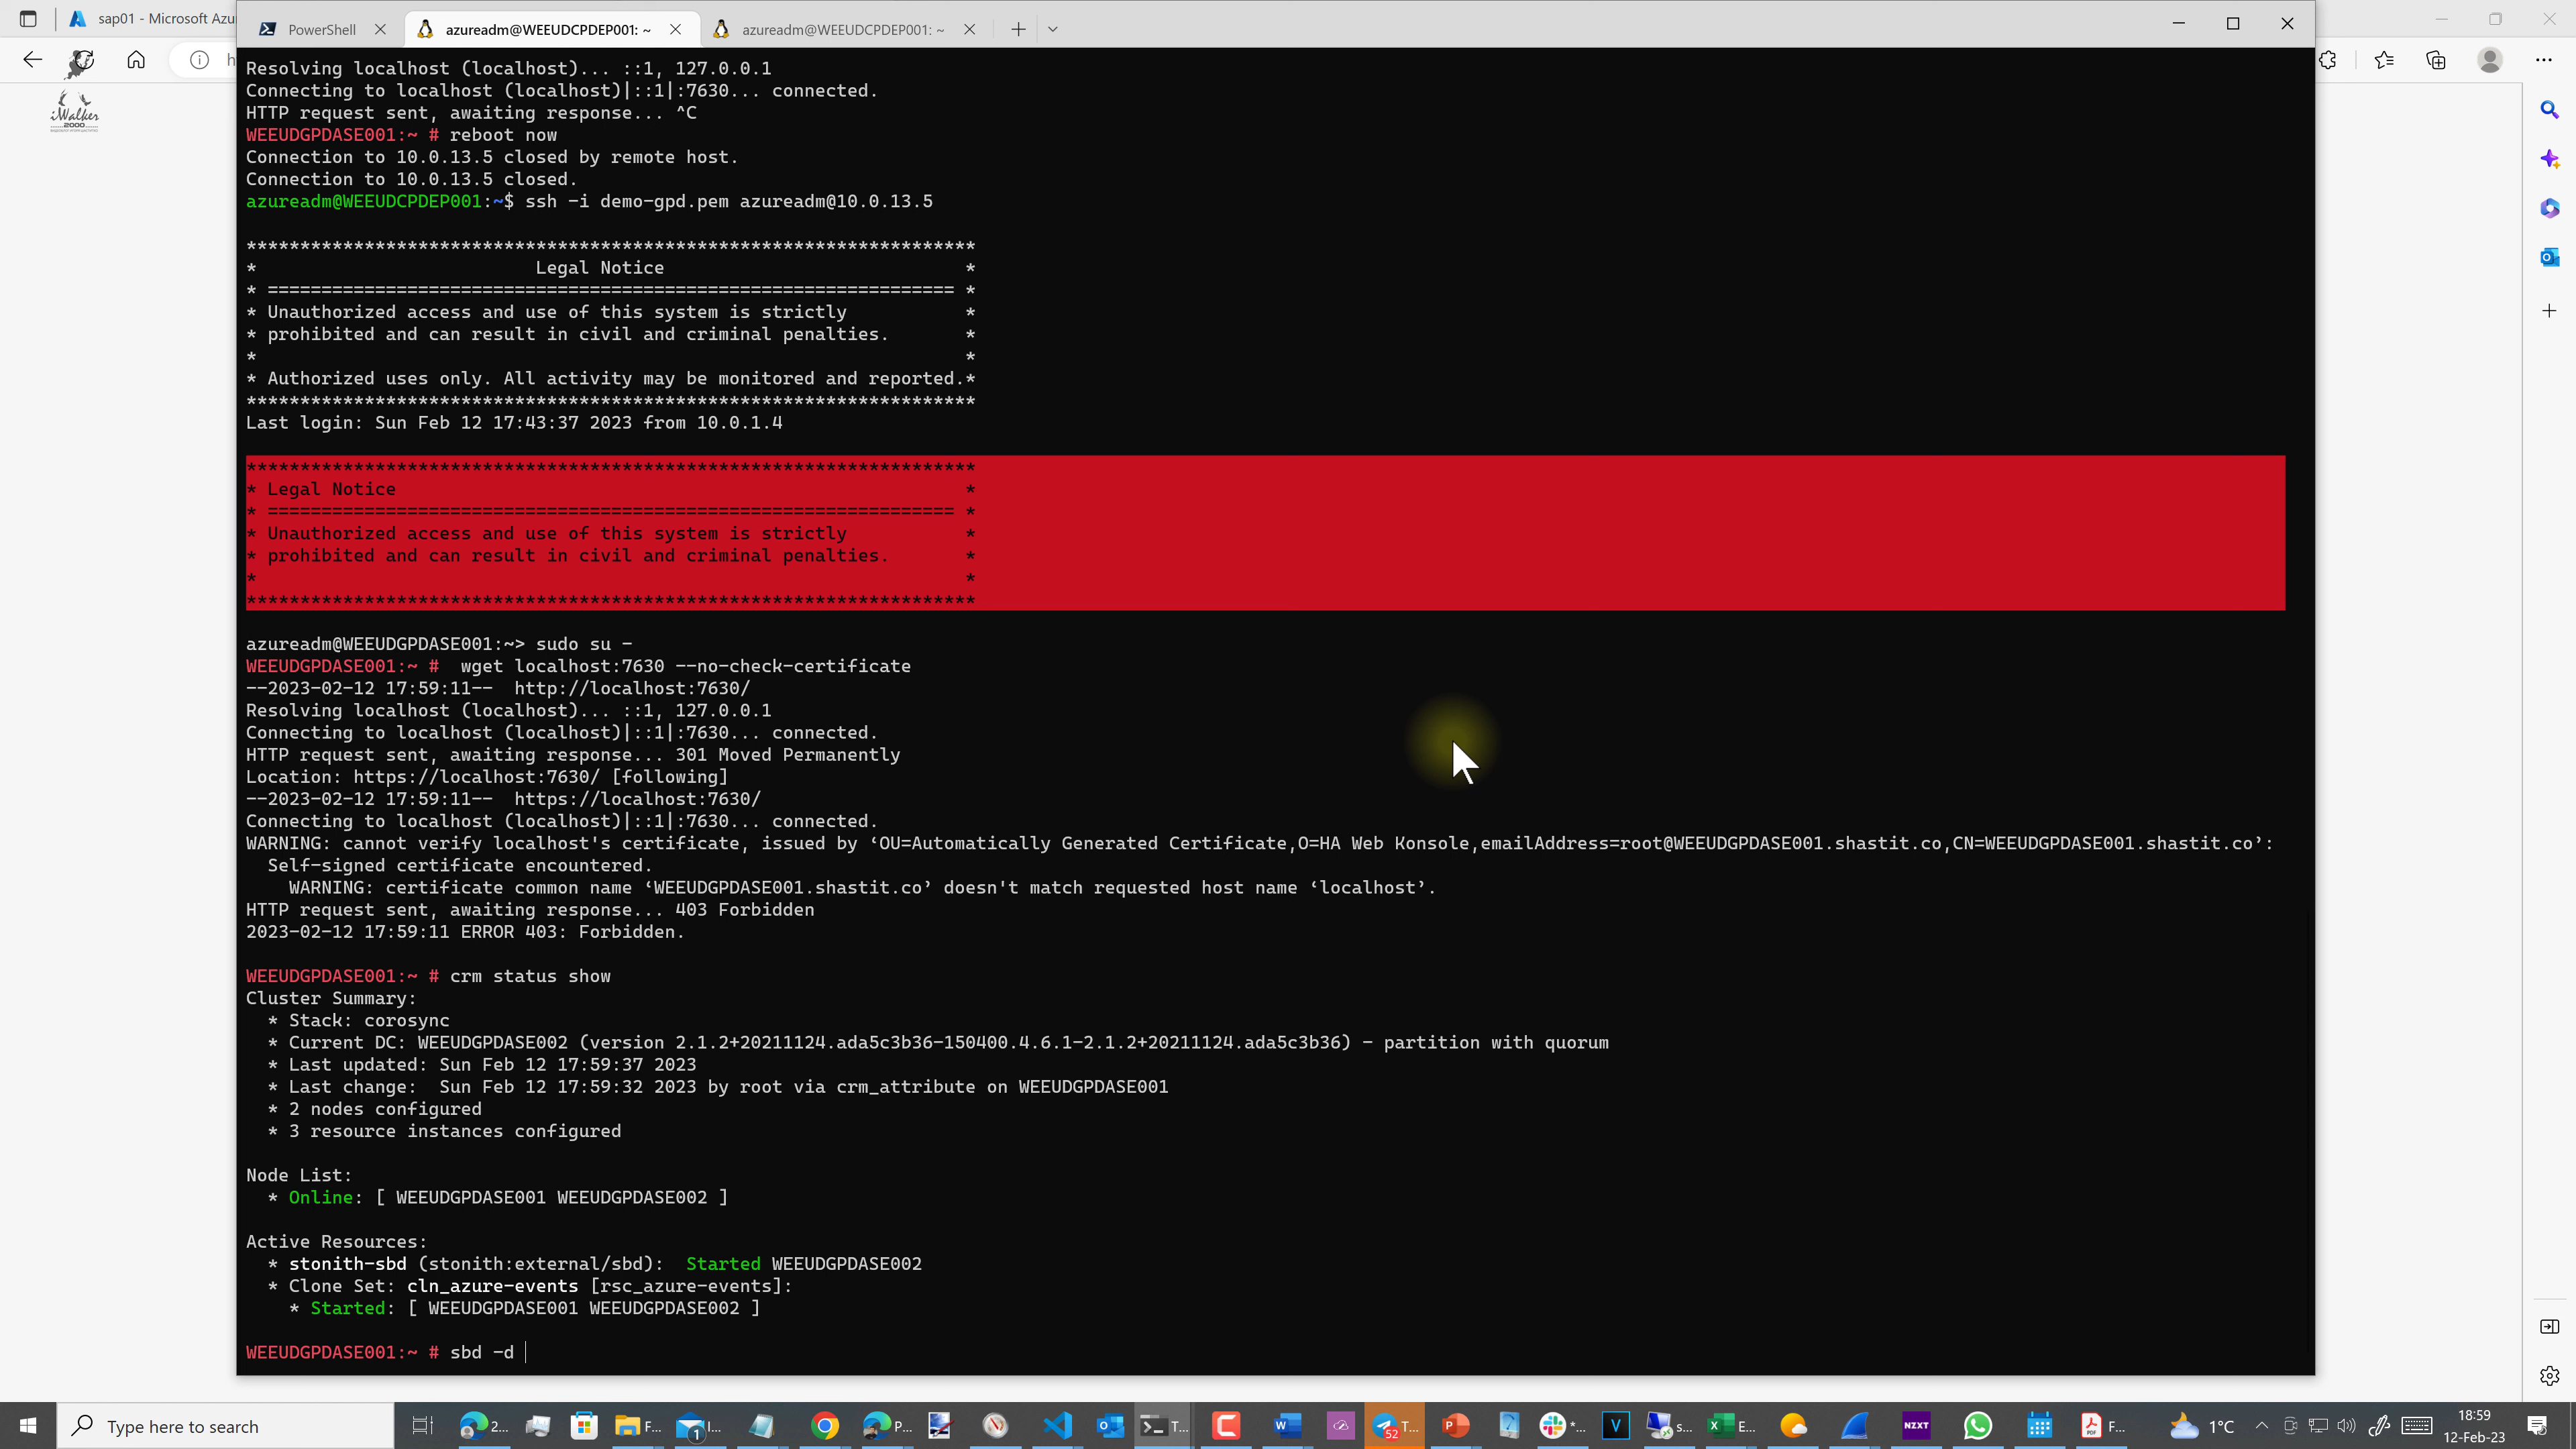 sap01 - Microsoft Azu
PowerShell
azureadm@WEEUDCPDEP001: ~
azureadm@WEEUDCPDEP001: ~
iWalker
2000
Resolving localhost (localhost)... ::1, 127.0.0.1
Connecting to localhost (localhost)|::1|:7630... connected.
HTTP request sent, awaiting response... ^C
WEEUDGPDASE001:~ # reboot now
Connection to 10.0.13.5 closed by remote host.
Connection to 10.0.13.5 closed.
azureadm@WEEUDCPDEP001:~$ ssh -i demo-gpd.pem azureadm@10.0.13.5
********************************************************************
*                          Legal Notice                            *
* ================================================================ *
* Unauthorized access and use of this system is strictly           *
* prohibited and can result in civil and criminal penalties.       *
*                                                                  *
* Authorized uses only. All activity may be monitored and reported.*
********************************************************************
Last login: Sun Feb 12 17:43:37 2023 from 10.0.1.4
********************************************************************
* Legal Notice                                                     *
* ================================================================ *
* Unauthorized access and use of this system is strictly           *
* prohibited and can result in civil and criminal penalties.       *
*                                                                  *
********************************************************************
azureadm@WEEUDGPDASE001:~> sudo su -
WEEUDGPDASE001:~ #  wget localhost:7630 --no-check-certificate
--2023-02-12 17:59:11--  http://localhost:7630/
Resolving localhost (localhost)... ::1, 127.0.0.1
Connecting to localhost (localhost)|::1|:7630... connected.
HTTP request sent, awaiting response... 301 Moved Permanently
Location: https://localhost:7630/ [following]
--2023-02-12 17:59:11--  https://localhost:7630/
Connecting to localhost (localhost)|::1|:7630... connected.
WARNING: cannot verify localhost's certificate, issued by ‘OU=Automatically Generated Certificate,O=HA Web Konsole,emailAddress=root@WEEUDGPDASE001.shastit.co,CN=WEEUDGPDASE001.shastit.co’:
  Self-signed certificate encountered.
    WARNING: certificate common name ‘WEEUDGPDASE001.shastit.co’ doesn't match requested host name ‘localhost’.
HTTP request sent, awaiting response... 403 Forbidden
2023-02-12 17:59:11 ERROR 403: Forbidden.
WEEUDGPDASE001:~ # crm status show
Cluster Summary:
  * Stack: corosync
  * Current DC: WEEUDGPDASE002 (version 2.1.2+20211124.ada5c3b36-150400.4.6.1-2.1.2+20211124.ada5c3b36) - partition with quorum
  * Last updated: Sun Feb 12 17:59:37 2023
  * Last change:  Sun Feb 12 17:59:32 2023 by root via crm_attribute on WEEUDGPDASE001
  * 2 nodes configured
  * 3 resource instances configured
Node List:
  * Online: [ WEEUDGPDASE001 WEEUDGPDASE002 ]
Active Resources:
  * stonith-sbd (stonith:external/sbd):  Started WEEUDGPDASE002
  * Clone Set: cln_azure-events [rsc_azure-events]:
    * Started: [ WEEUDGPDASE001 WEEUDGPDASE002 ]
WEEUDGPDASE001:~ # sbd -d
Type here to search
2...
F...
1
I...
P...
T...
52
T...
*...
s...
E...
NZXT
F...
1°C
18:59
12-Feb-23